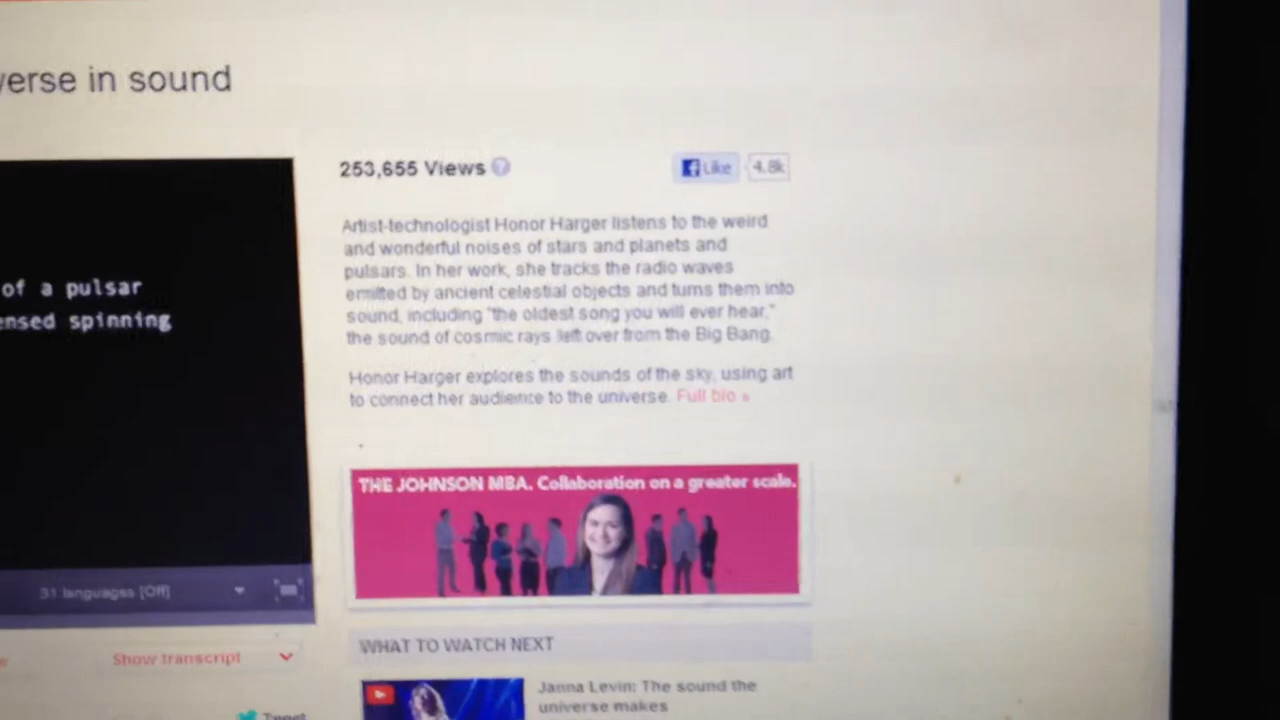 verse in sound
253,655 Views
Like 4.8k
Artist-technologist Honor Harger listens to the weird
and wonderful noises of stars and planets and
pulsars. In her work, she tracks the radio waves
emitted by ancient celestial objects and turns them into
sound, including "the oldest song you will ever hear,"
the sound of cosmic rays left over from the Big Bang.
Honor Harger explores the sounds of the sky, using art
to connect her audience to the universe. Full bio »
of a pulsar
ensed spinning
THE JOHNSON MBA. Collaboration on a greater scale.
31 languages [Off]
WHAT TO WATCH NEXT
Show transcript
Janna Levin: The sound the
universe makes
Tweet